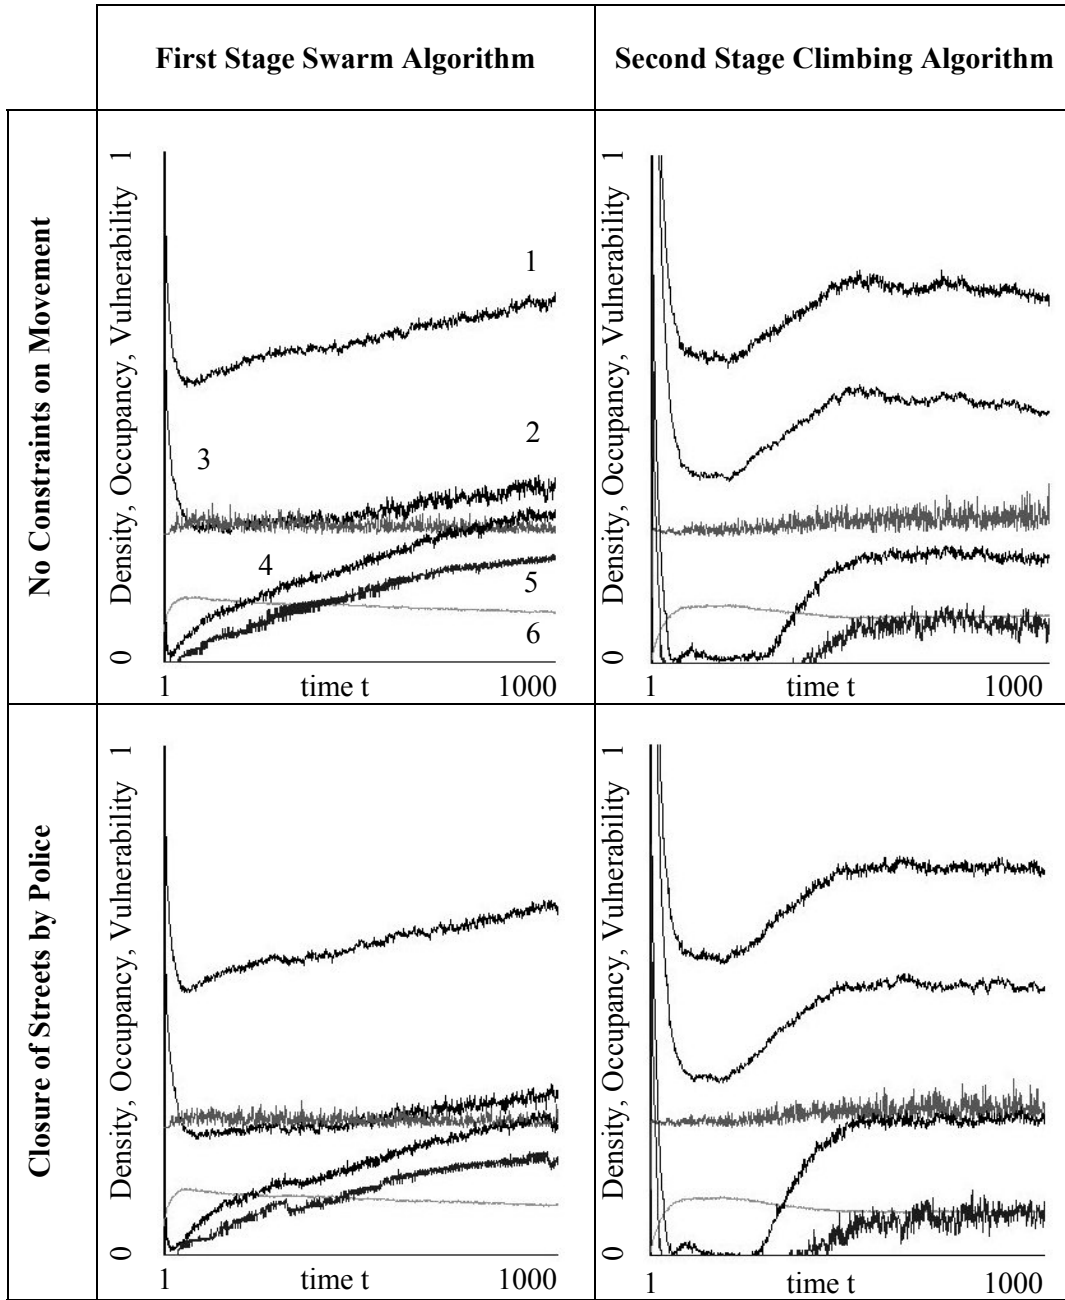 First Stage Swarm Algorithm
Second Stage Climbing Algorithm
No Constraints on Movement
Density, Occupancy, Vulnerability
0
1
1
2
3
4
5
6
1
time t
1000
Density, Occupancy, Vulnerability
0
1
1
time t
1000
Closure of Streets by Police
Density, Occupancy, Vulnerability
0
1
1
time t
1000
Density, Occupancy, Vulnerability
0
1
1
time t
1000